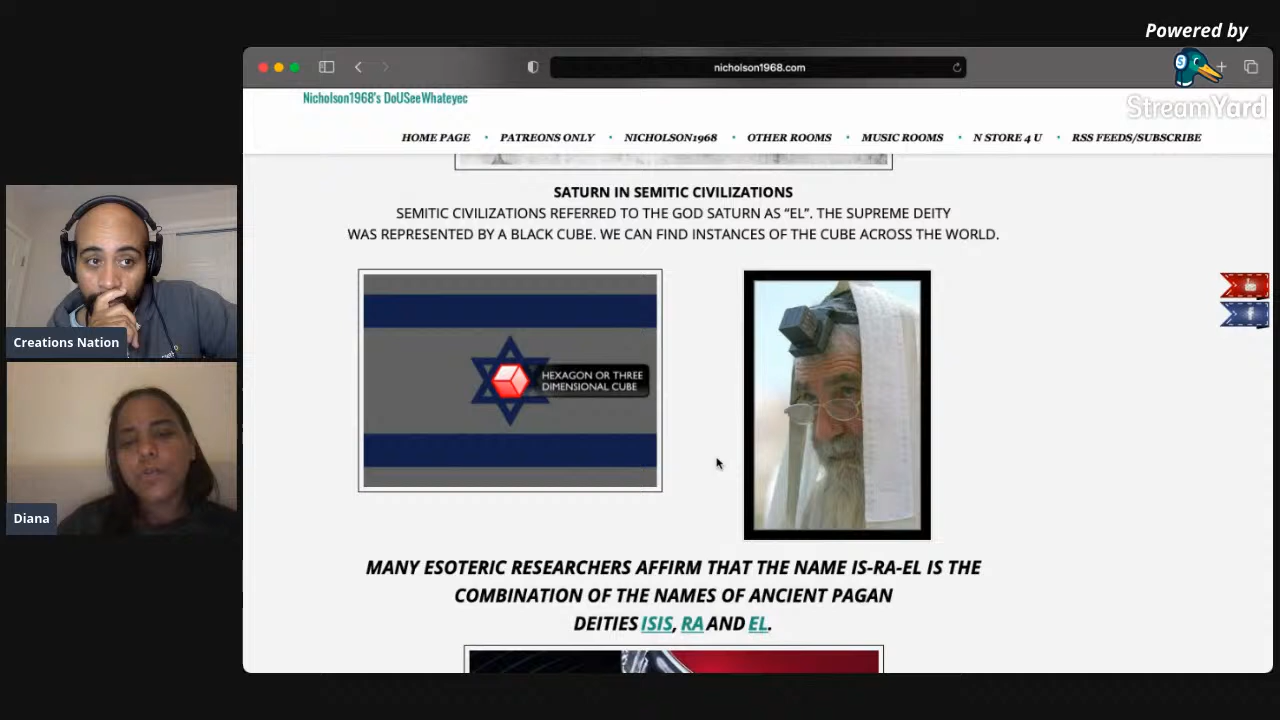 Powered by
nicholson1968.com
StreamYard
Nicholson1968's DoUSeeWhateyec
HOME PAGE • PATREONS ONLY • NICHOLSON1968 • OTHER ROOMS • MUSIC ROOMS • N STORE 4 U • RSS FEEDS/SUBSCRIBE
SATURN IN SEMITIC CIVILIZATIONS
SEMITIC CIVILIZATIONS REFERRED TO THE GOD SATURN AS “EL”. THE SUPREME DEITY
WAS REPRESENTED BY A BLACK CUBE. WE CAN FIND INSTANCES OF THE CUBE ACROSS THE WORLD.
HEXAGON OR THREE
DIMENSIONAL CUBE
Creations Nation
Diana
MANY ESOTERIC RESEARCHERS AFFIRM THAT THE NAME IS-RA-EL IS THE
COMBINATION OF THE NAMES OF ANCIENT PAGAN
DEITIES ISIS, RA AND EL.